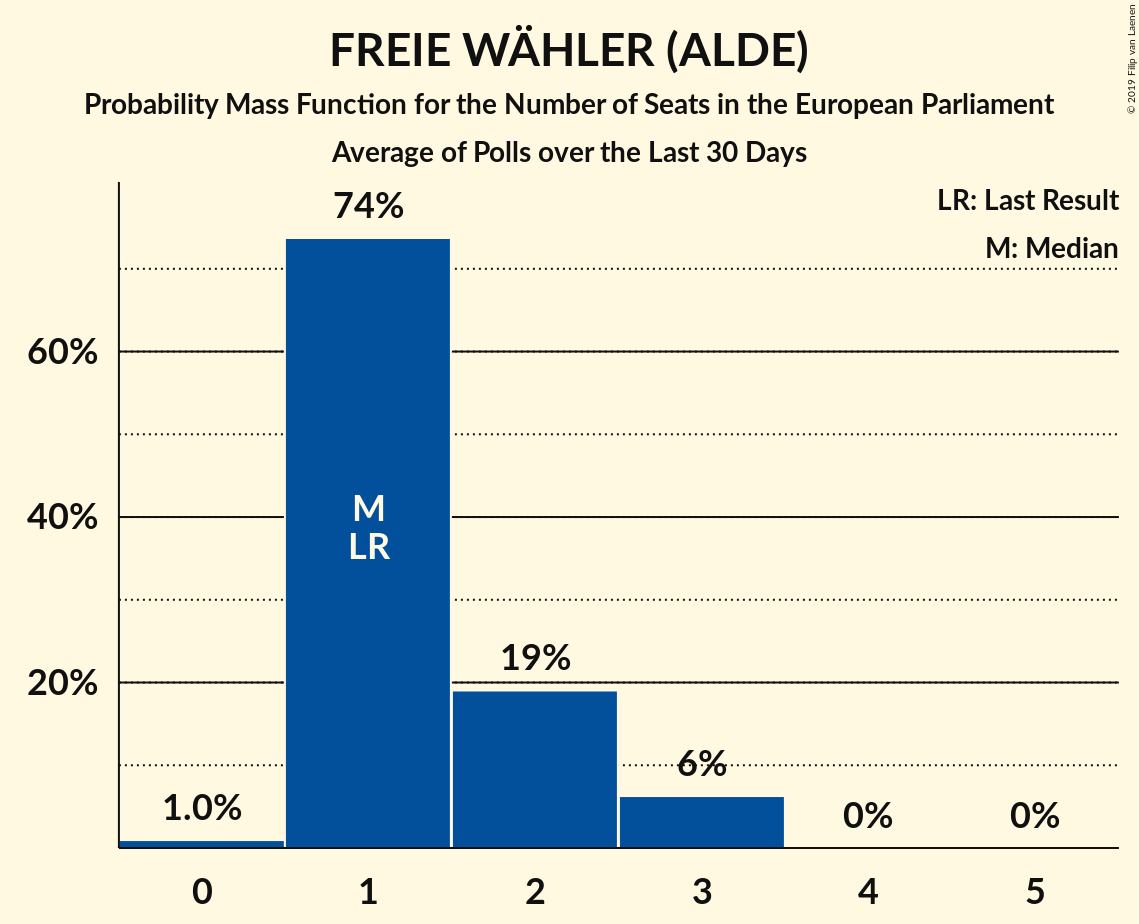 FREIE WÄHLER (ALDE)
Probability Mass Function for the Number of Seats in the European Parliament
Average of Polls over the Last 30 Days
© 2019 Filip van Laenen
LR: Last Result
M: Median
74%
60%
M
40%
LR
19%
20%
6%
1.0%
0%
0%
0 1 2 3 4 5